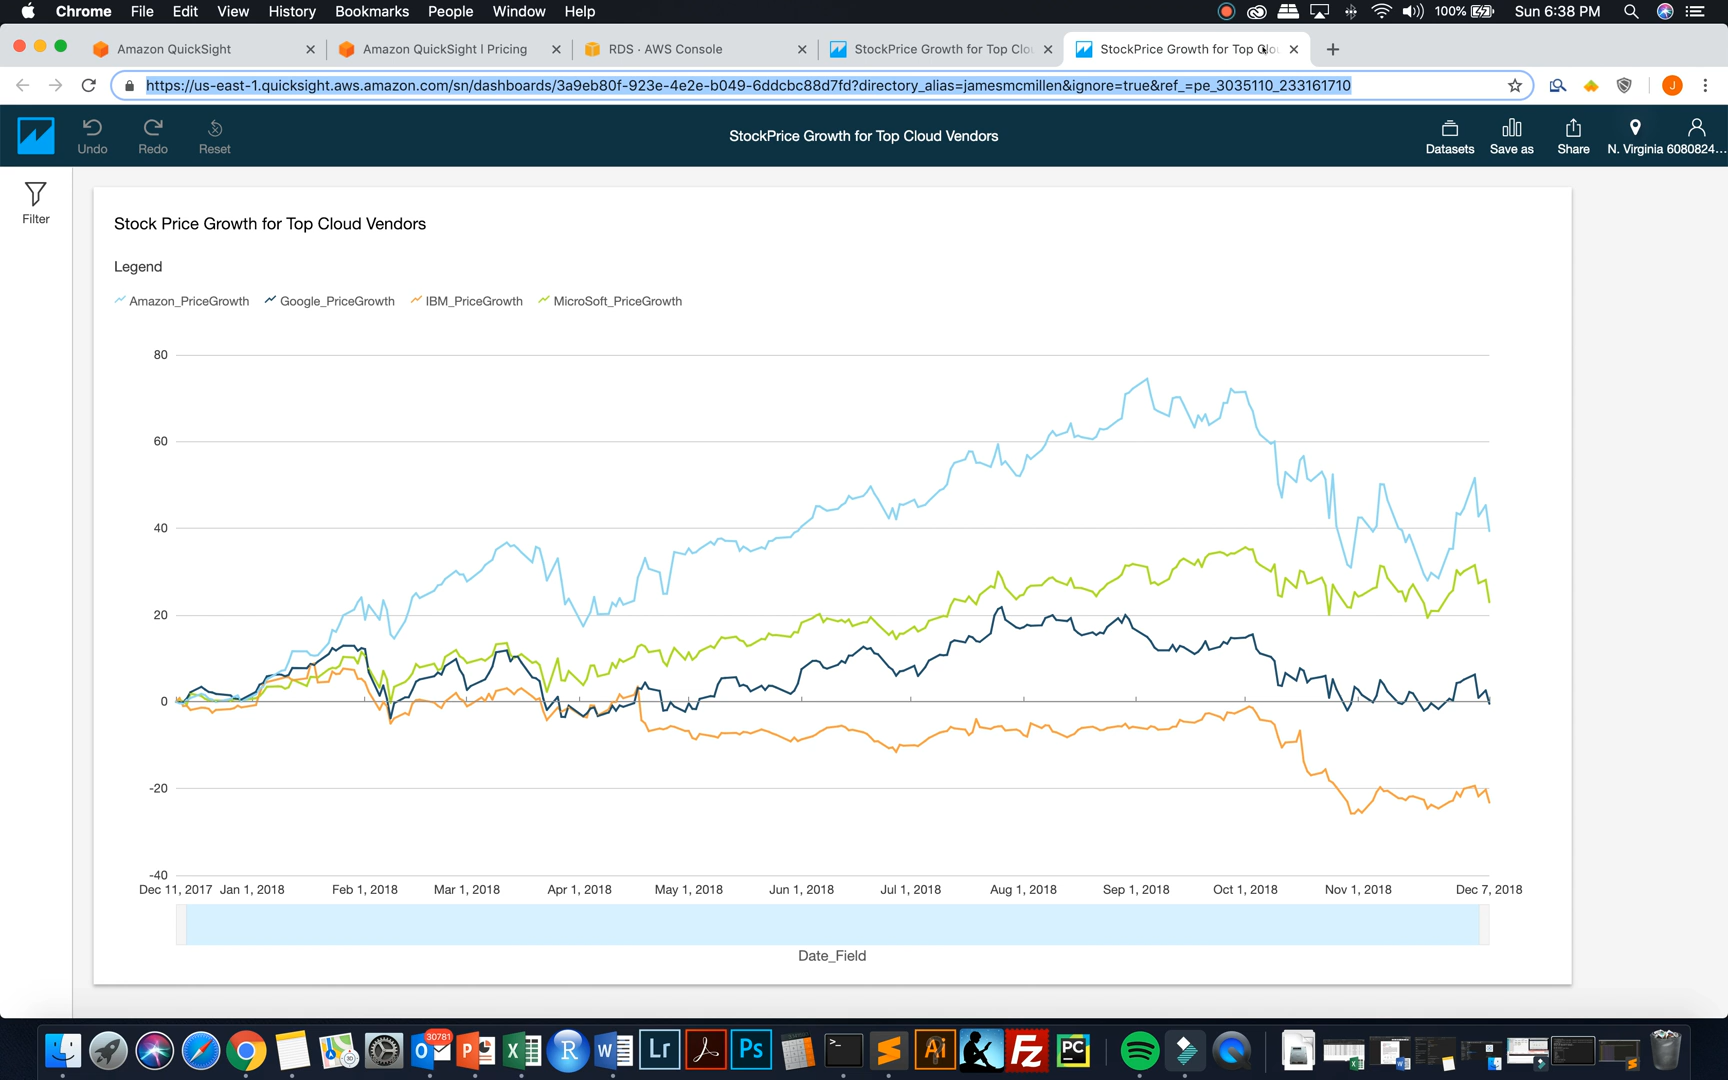 Chrome File Edit View History Bookmarks People Window Help 100% Sun 6:38 PM
Amazon QuickSight
Amazon QuickSight | Pricing
RDS · AWS Console
StockPrice Growth for Top Clo
StockPrice Growth for Top Clo
https://us-east-1.quicksight.aws.amazon.com/sn/dashboards/3a9eb80f-923e-4e2e-b049-6ddcbc88d7fd?directory_alias=jamesmcmillen&ignore=true&ref_=pe_3035110_233161710
J
Undo Redo Reset
StockPrice Growth for Top Cloud Vendors
Datasets Save as Share N. Virginia 6080824...
Filter
Stock Price Growth for Top Cloud Vendors
Legend
Amazon_PriceGrowth Google_PriceGrowth IBM_PriceGrowth MicroSoft_PriceGrowth
80
60
40
20
0
-20
-40
Dec 11, 2017 Jan 1, 2018 Feb 1, 2018 Mar 1, 2018 Apr 1, 2018 May 1, 2018 Jun 1, 2018 Jul 1, 2018 Aug 1, 2018 Sep 1, 2018 Oct 1, 2018 Nov 1, 2018 Dec 7, 2018
Date_Field
30781
O P X R W Lr Ps >_ Ai Fz PC